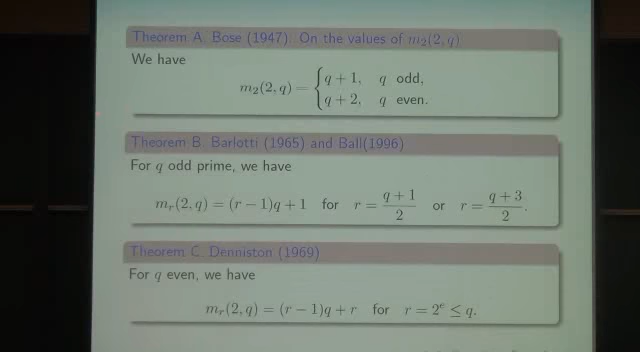 Theorem A. Bose (1947): On the values of m₂(2, q)
We have
m₂(2, q) = { q + 1, q odd,
q + 2, q even.
Theorem B. Barlotti (1965) and Ball(1996)
For q odd prime, we have
mᵣ(2, q) = (r − 1)q + 1 for r = (q + 1)/2 or r = (q + 3)/2.
Theorem C. Denniston (1969)
For q even, we have
mᵣ(2, q) = (r − 1)q + r for r = 2ᵉ ≤ q.